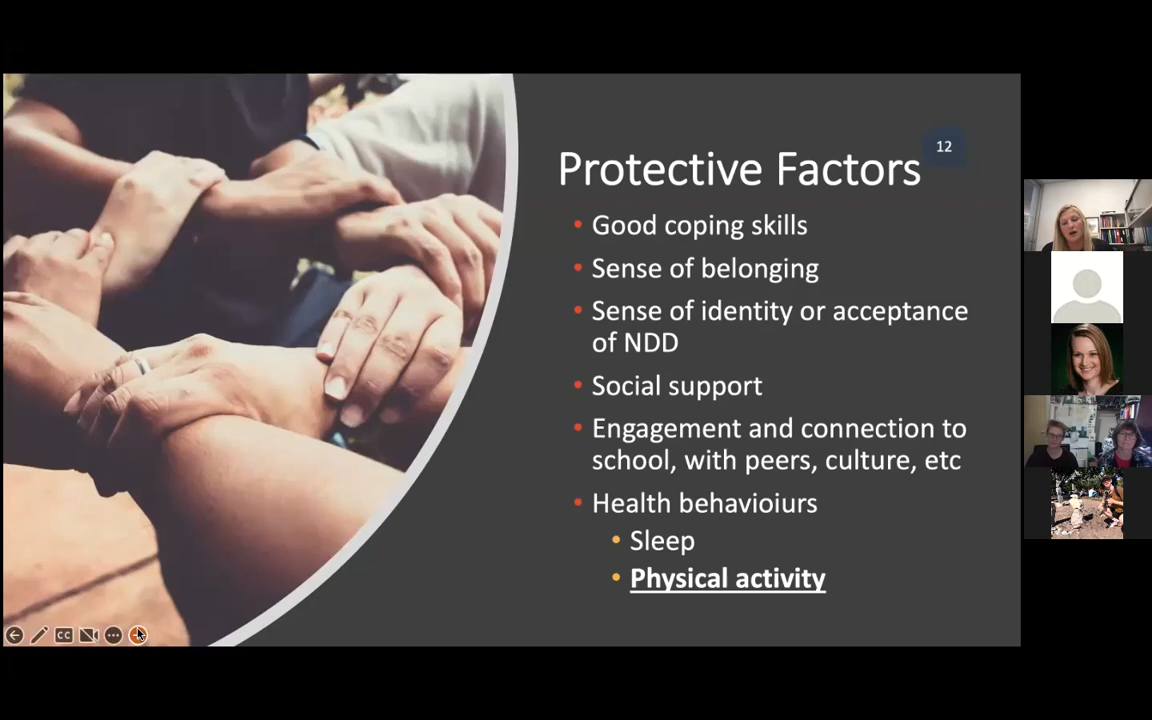 12
Protective Factors
• Good coping skills
• Sense of belonging
• Sense of identity or acceptance
of NDD
• Social support
• Engagement and connection to
school, with peers, culture, etc
• Health behavioiurs
• Sleep
• Physical activity
CC